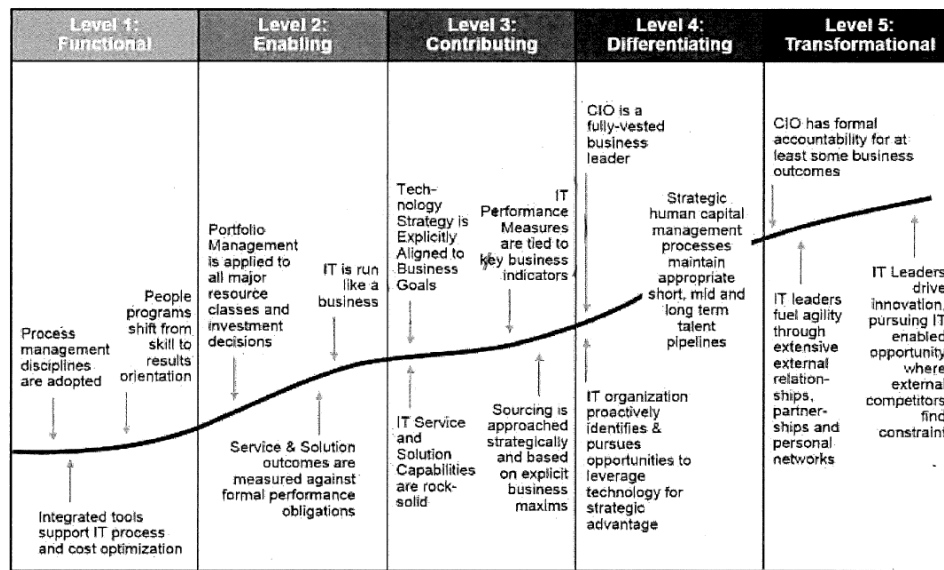 Level 1:
Functional
Level 2:
Enabling
Level 3:
Contributing
Level 4:
Differentiating
Level 5:
Transformational
Process
management
disciplines
are adopted
People
programs
shift from
skill to
results
orientation
Integrated tools
support IT process
and cost optimization
Portfolio
Management
is applied to
all major
resource
classes and
investment
decisions
IT is run
like a
business
Service & Solution
outcomes are
measured against
formal performance
obligations
Tech-
nology
Strategy is
Explicitly
Aligned to
Business
Goals
IT
Performance
Measures
are tied to
key business
indicators
IT Service
and
Solution
Capabilities
are rock-
solid
Sourcing is
approached
strategically
and based
on explicit
business
maxims
CIO is a
fully-vested
business
leader
Strategic
human capital
management
processes
maintain
appropriate
short, mid and
long term
talent
pipelines
IT organization
proactively
identifies &
pursues
opportunities to
leverage
technology for
strategic
advantage
CIO has formal
accountability for at
least some business
outcomes
IT leaders
fuel agility
through
extensive
external
relation-
ships,
partner-
ships and
personal
networks
IT Leaders
drive
innovation,
pursuing IT
enabled
opportunity
where
external
competitors
find
constraint